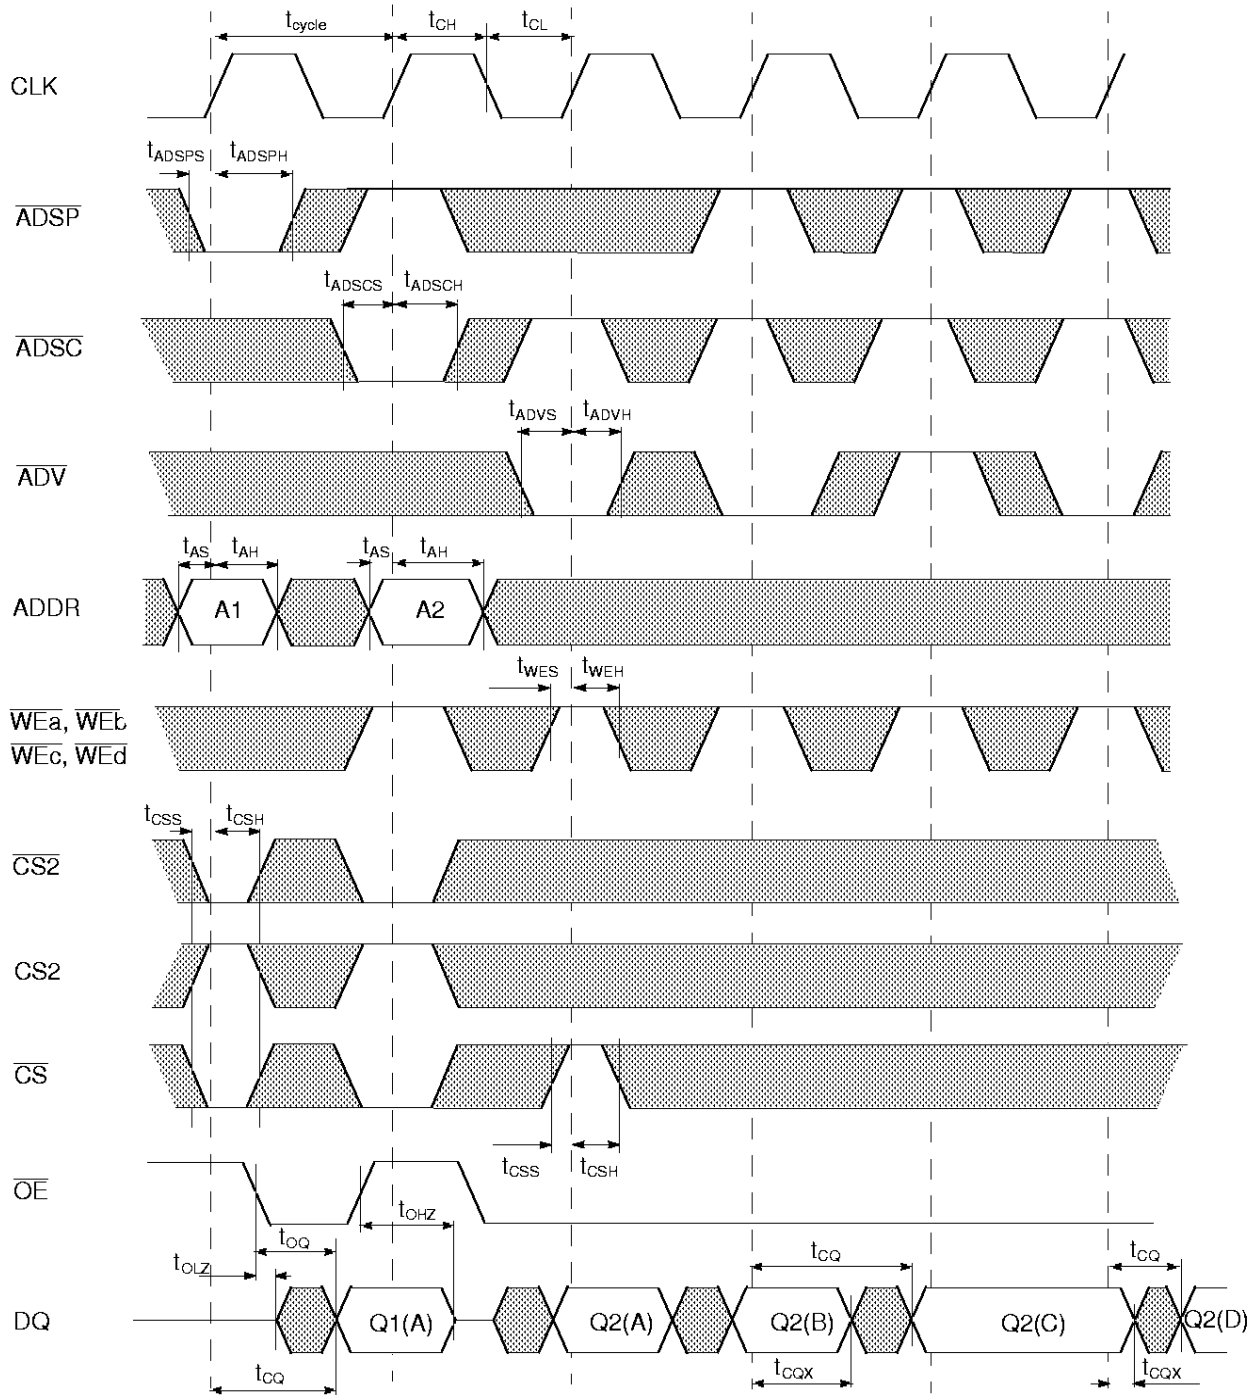 tcycle tCH tCL
CLK
tADSPS tADSPH
ADSP
tADSCS tADSCH
ADSC
tADVS tADVH
ADV
tAS tAH tAS tAH
ADDR A1 A2
tWES tWEH
WEa, WEb
WEc, WEd
tCSS tCSH
CS2
CS2
CS
tCSS tCSH
OE
tOHZ
tOQ
tOLZ tCQ tCQ
DQ Q1(A) Q2(A) Q2(B) Q2(C) Q2(D)
tCQ tCQX tCQX